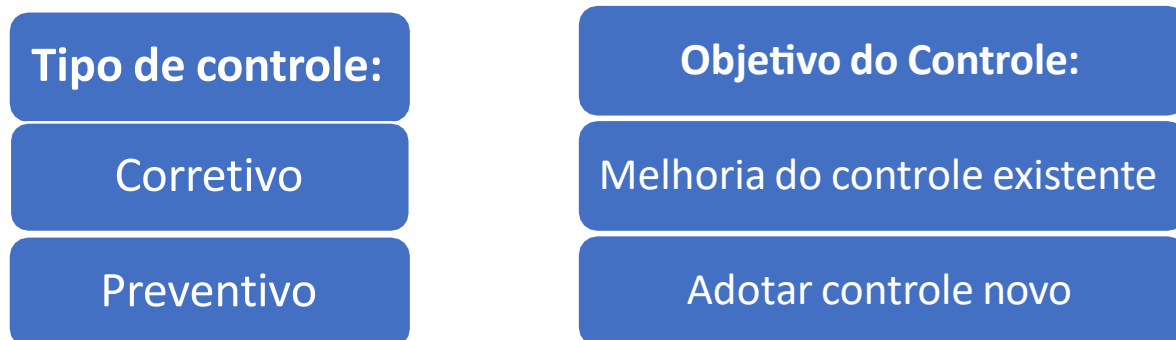 Tipo de controle:
Corretivo
Preventivo
Objetivo do Controle:
Melhoria do controle existente
Adotar controle novo